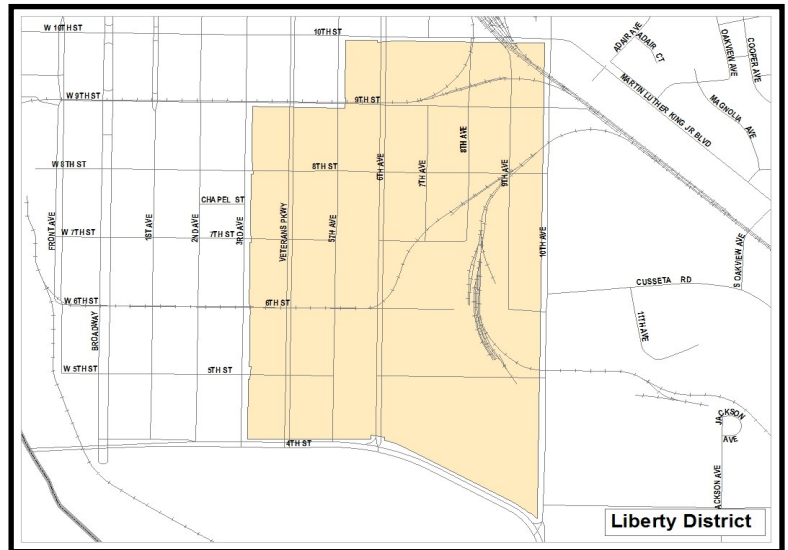 W 10TH ST
10TH ST
ADAIR AVE
ADAIR CT
OAKVIEW AVE
COOPER AVE
MARTIN LUTHER KING JR BLVD
MAGNOLIA AVE
W 9TH ST
9TH ST
W 8TH ST
8TH ST
6TH AVE
7TH AVE
8TH AVE
9TH AVE
CHAPEL ST
FRONT AVE
1ST AVE
2ND AVE
3RD AVE
VETERANS PKWY
5TH AVE
10TH AVE
W 7TH ST
7TH ST
S OAKVIEW AVE
CUSSETA RD
W 6TH ST
6TH ST
BROADWAY
11TH AVE
W 5TH ST
5TH ST
JACKSON
AVE
4TH ST
ACKSON AVE
Liberty District